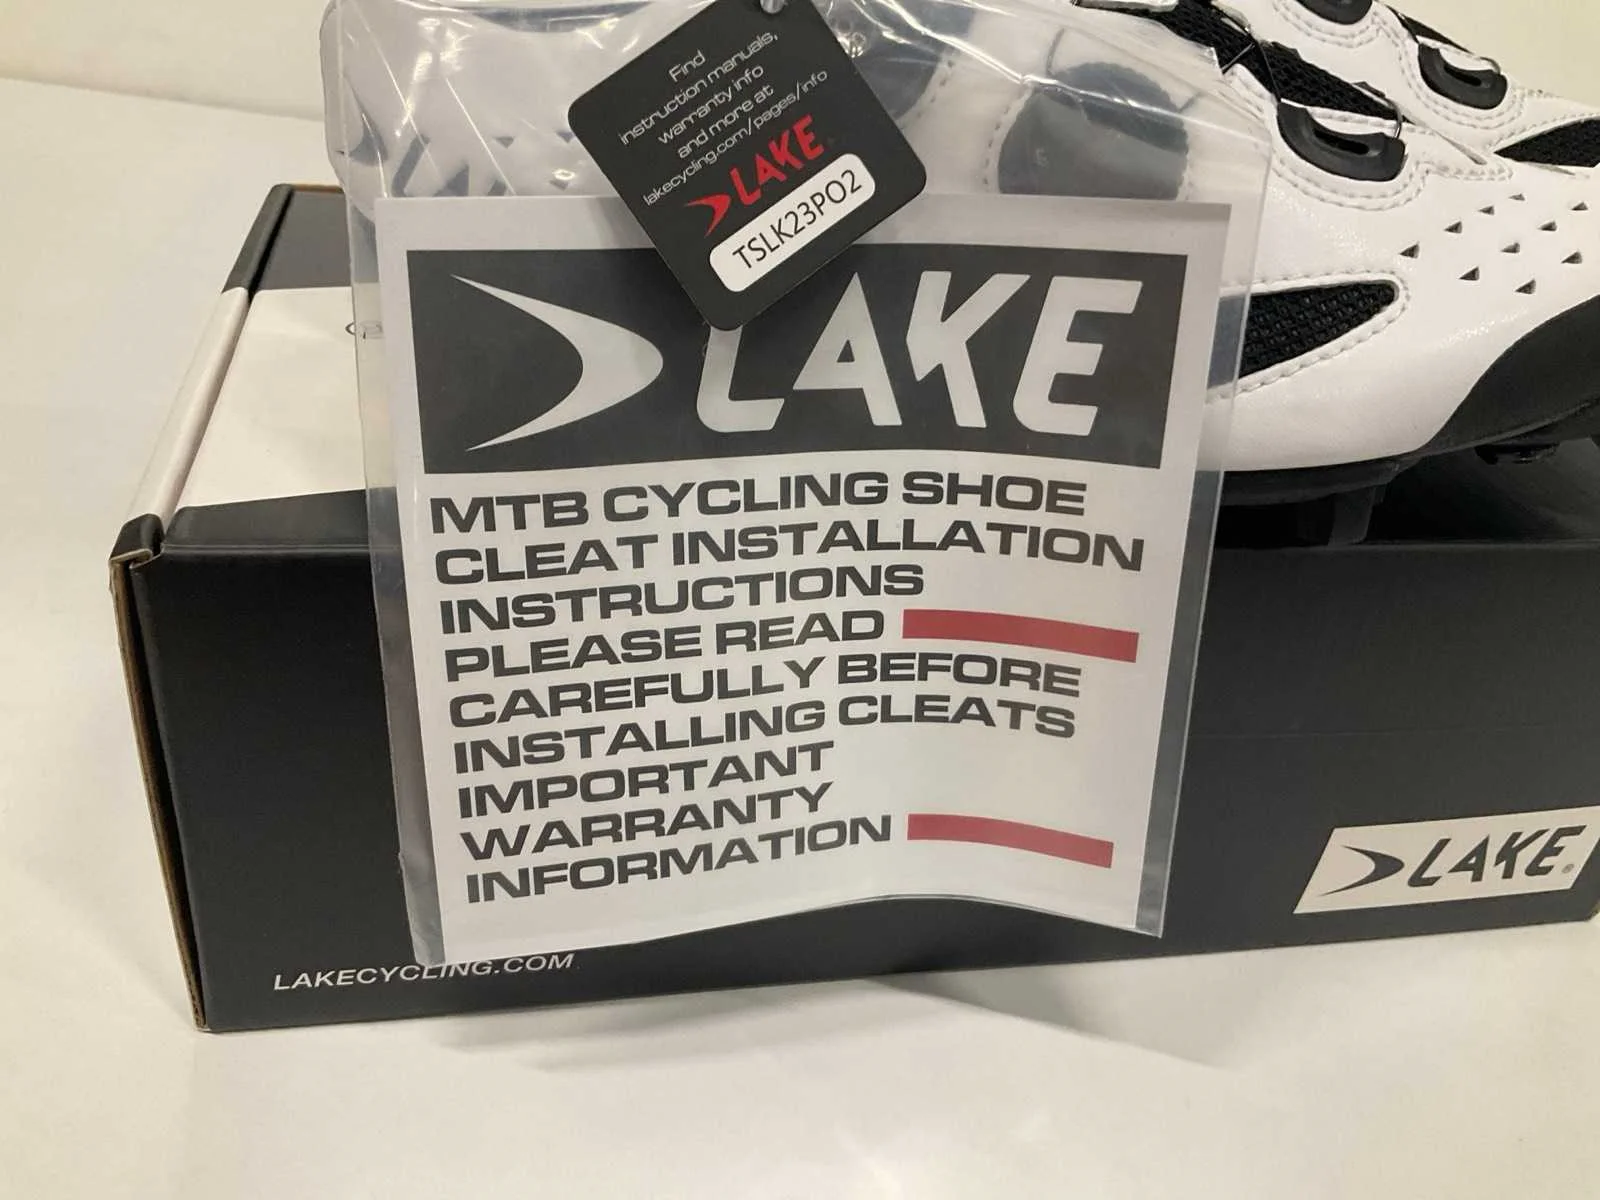 Find
instruction manuals,
warranty info
and more at
lakecycling.com/pages/info
LAKE
TSLK23PO2
LAKE
MTB CYCLING SHOE
CLEAT INSTALLATION
INSTRUCTIONS
PLEASE READ
CAREFULLY BEFORE
INSTALLING CLEATS
IMPORTANT
WARRANTY
INFORMATION
LAKE®
LAKECYCLING.COM